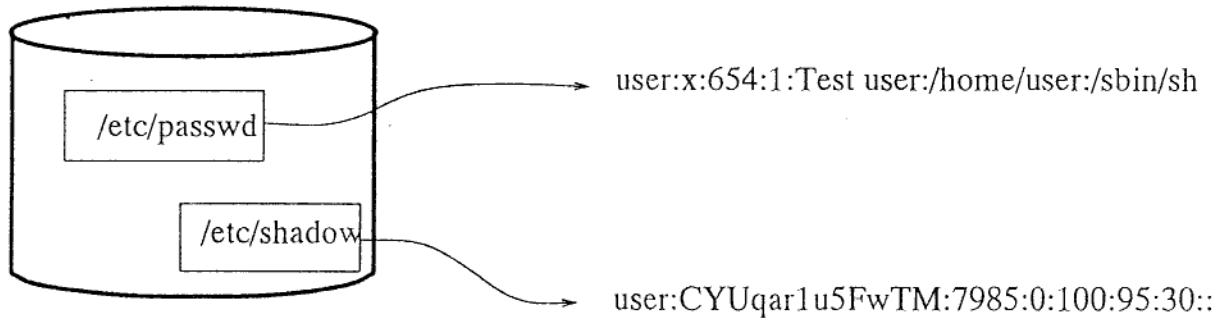 /etc/passwd
user:x:654:1:Test user:/home/user:/sbin/sh
/etc/shadow
user:CYUqar1u5FwTM:7985:0:100:95:30::